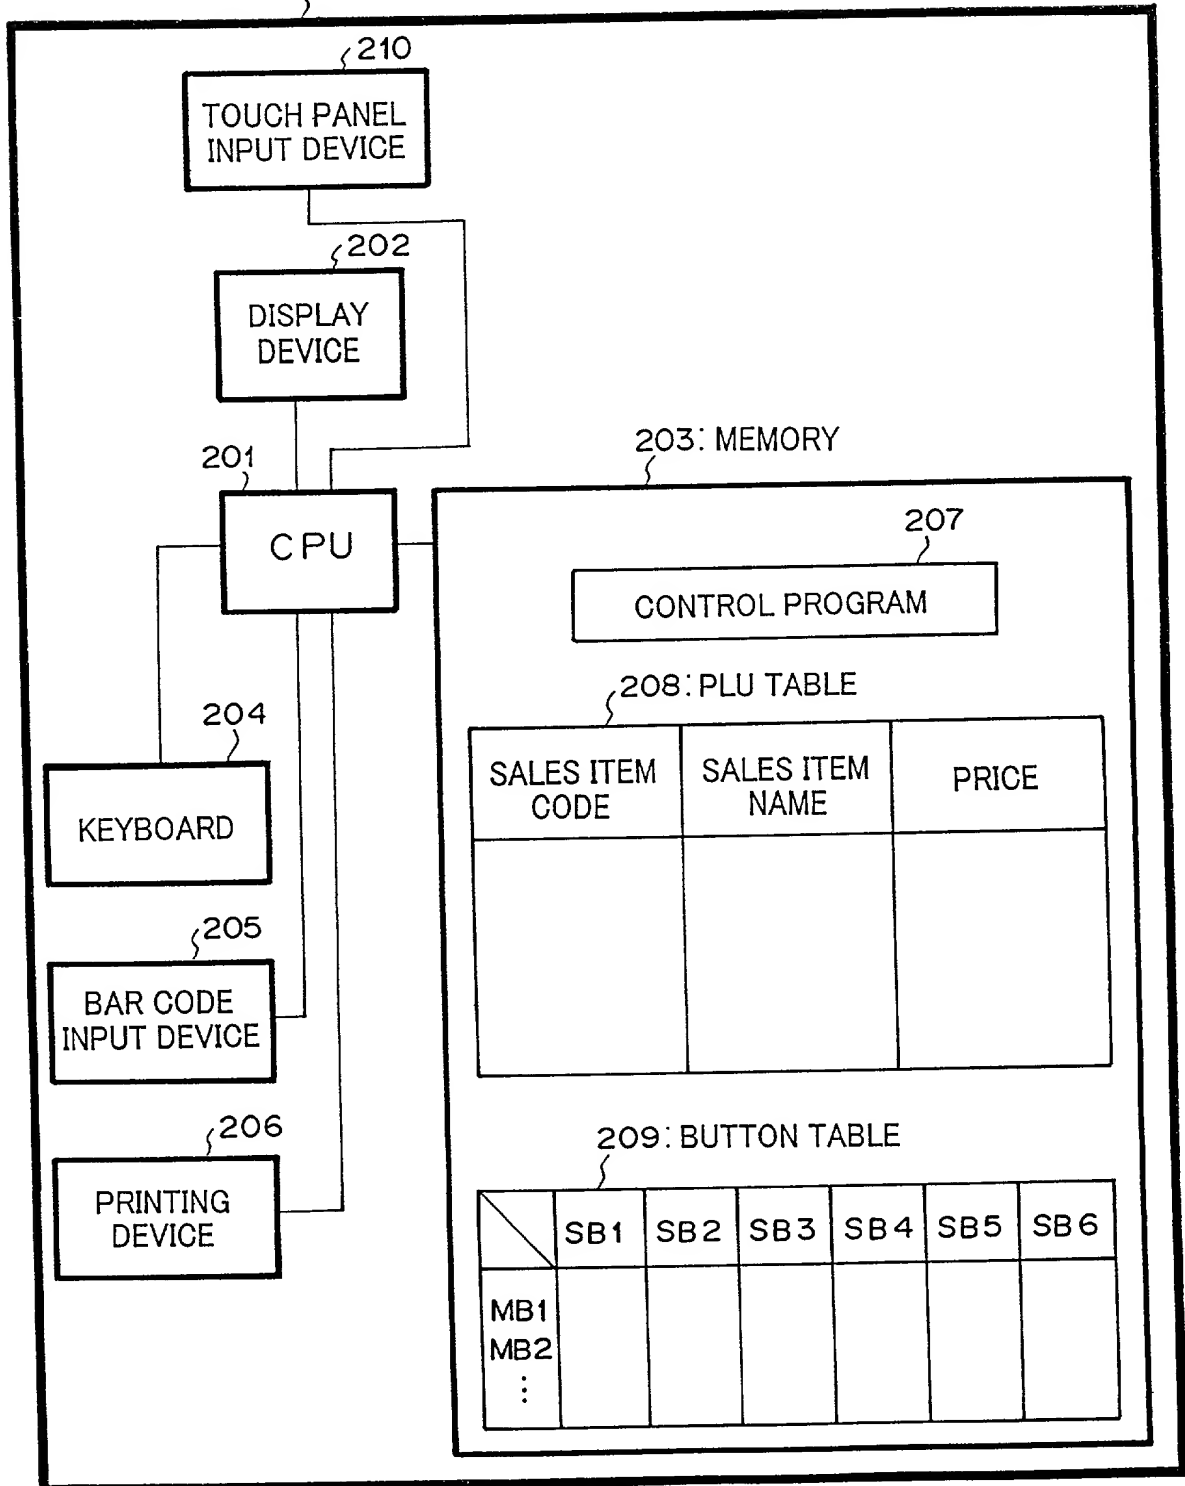 210
TOUCH PANEL
INPUT DEVICE
202
DISPLAY
DEVICE
203: MEMORY
201
CPU
207
CONTROL PROGRAM
208: PLU TABLE
SALES ITEM
CODE
SALES ITEM
NAME
PRICE
204
KEYBOARD
205
BAR CODE
INPUT DEVICE
206
PRINTING
DEVICE
209: BUTTON TABLE
SB1 SB2 SB3 SB4 SB5 SB6
MB1
MB2
⋮